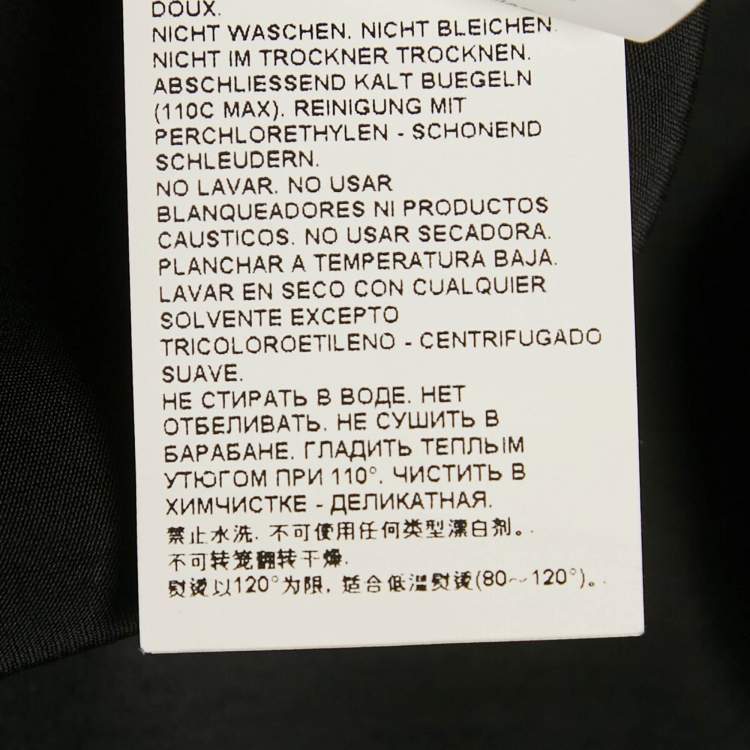 DOUX.
NICHT WASCHEN. NICHT BLEICHEN.
NICHT IM TROCKNER TROCKNEN.
ABSCHLIESSEND KALT BUEGELN
(110C MAX). REINIGUNG MIT
PERCHLORETHYLEN - SCHONEND
SCHLEUDERN.
NO LAVAR. NO USAR
BLANQUEADORES NI PRODUCTOS
CAUSTICOS. NO USAR SECADORA.
PLANCHAR A TEMPERATURA BAJA.
LAVAR EN SECO CON CUALQUIER
SOLVENTE EXCEPTO
TRICOLOROETILENO - CENTRIFUGADO
SUAVE.
НЕ СТИРАТЬ В ВОДЕ. НЕТ
ОТБЕЛИВАТЬ. НЕ СУШИТЬ В
БАРАБАНЕ. ГЛАДИТЬ ТЕПЛЫМ
УТЮГОМ ПРИ 110°. ЧИСТИТЬ В
ХИМЧИСТКЕ - ДЕЛИКАТНАЯ.
禁止水洗. 不可使用任何类型漂白剂。.
不可转笼翻转干燥.
熨烫以120°为限, 适合低温熨烫(80～120°)。.